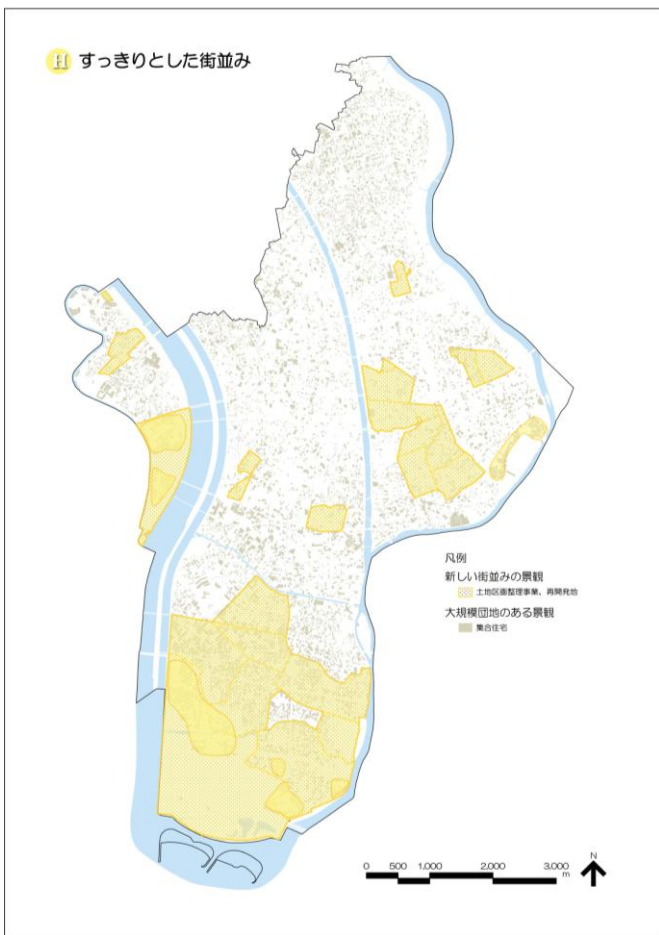 H すっきりとした街並み
凡例
新しい街並みの景観
土地区画整理事業、再開発地
大規模団地のある景観
集合住宅
0 500 1,000 2,000 3,000
m
N